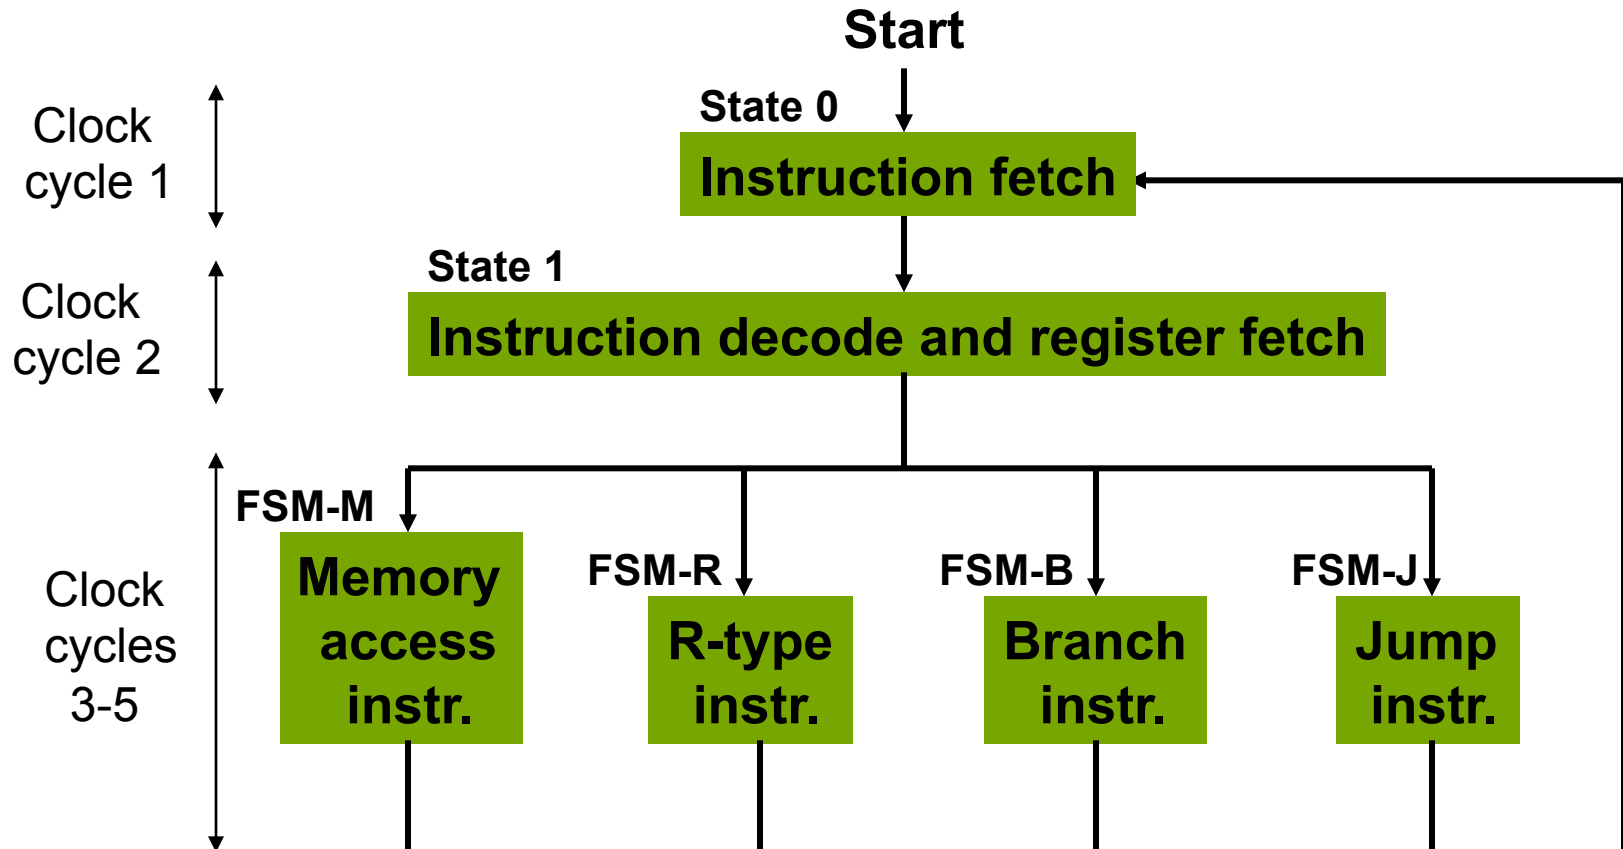 Start
Clock
cycle 1
State 0
Instruction fetch
Clock
cycle 2
State 1
Instruction decode and register fetch
Clock
cycles
3-5
FSM-M
Memory
access
instr.
FSM-R
R-type
instr.
FSM-B
Branch
instr.
FSM-J
Jump
instr.